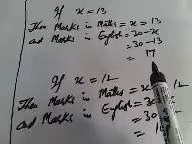 If x = 13
Then Marks in Maths = x = 13
and Marks in English = 30 - x
= 30 - 13
= 17
If x = 12
Then Marks in Maths = x = 12
and Marks in English = 30
= 30
=